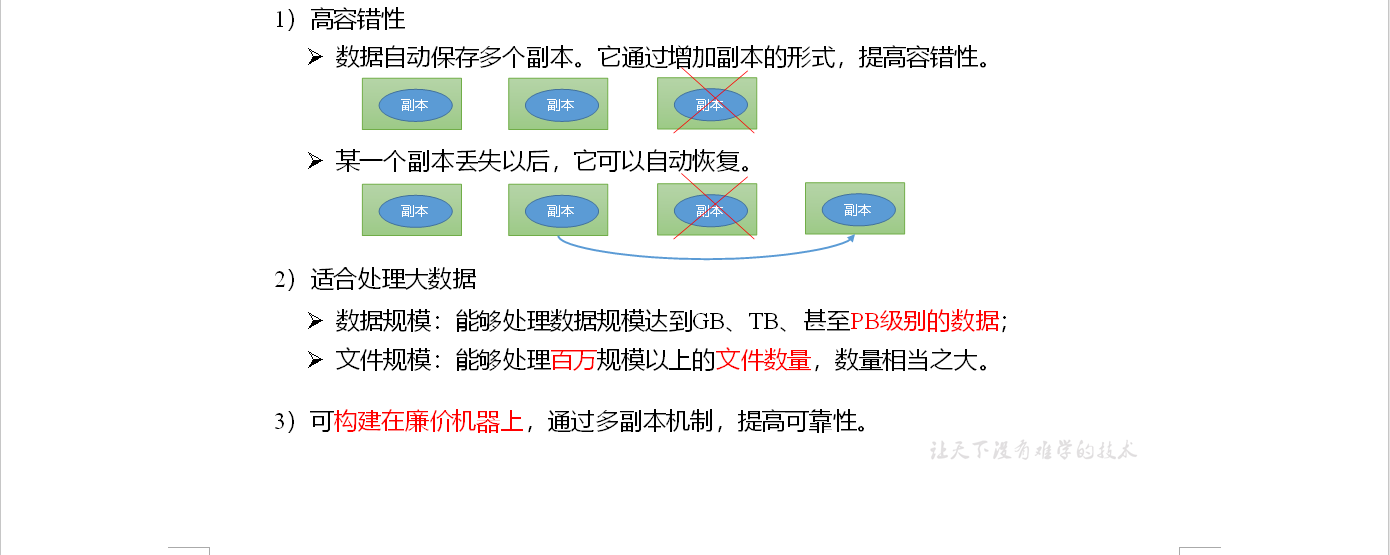 1）高容错性
数据自动保存多个副本。它通过增加副本的形式，提高容错性。
副本 副本 副本
某一个副本丢失以后，它可以自动恢复。
副本 副本 副本 副本
2）适合处理大数据
数据规模：能够处理数据规模达到GB、TB、甚至PB级别的数据；
文件规模：能够处理百万规模以上的文件数量，数量相当之大。
3）可构建在廉价机器上，通过多副本机制，提高可靠性。
让天下没有难学的技术